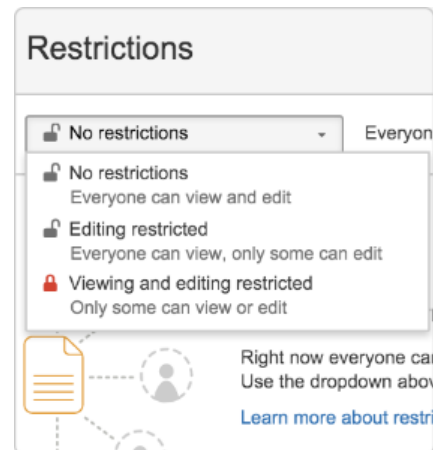 Restrictions
No restrictions Everyon
No restrictions
Everyone can view and edit
Editing restricted
Everyone can view, only some can edit
Viewing and editing restricted
Only some can view or edit
Right now everyone ca
Use the dropdown abov
Learn more about restri